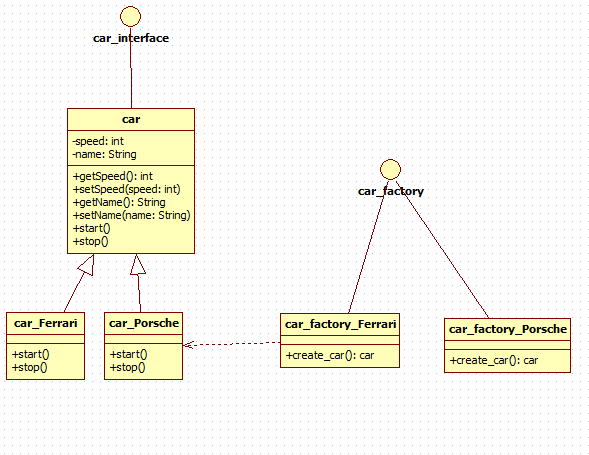 car_interface
car
-speed: int
-name: String
+getSpeed(): int
+setSpeed(speed: int)
+getName(): String
+setName(name: String)
+start()
+stop()
car_factory
car_Ferrari
+start()
+stop()
car_Porsche
+start()
+stop()
car_factory_Ferrari
+create_car(): car
car_factory_Porsche
+create_car(): car